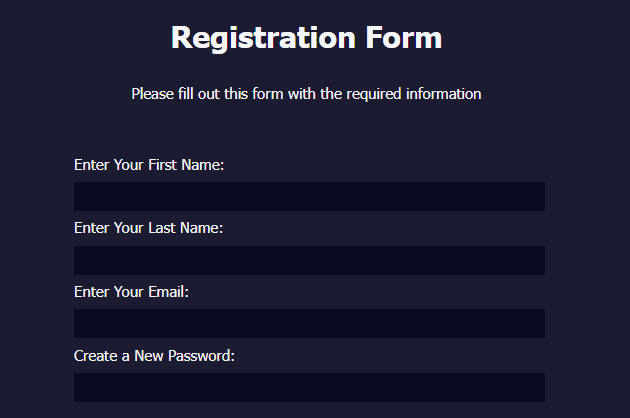 Registration Form
Please fill out this form with the required information
Enter Your First Name:
Enter Your Last Name:
Enter Your Email:
Create a New Password: